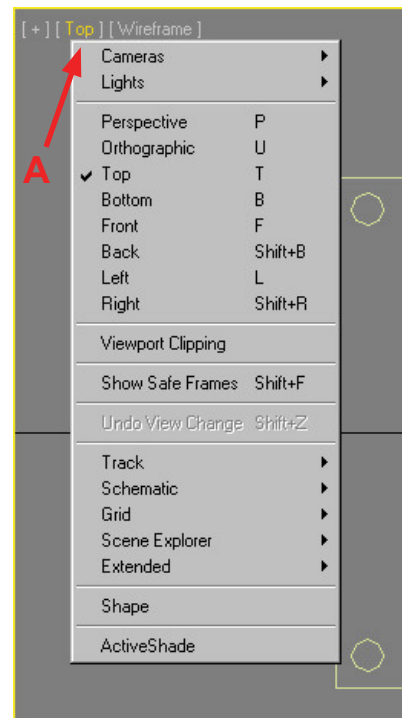 [ + ] [ Top ] [ Wireframe ]
Cameras
Lights
A
Perspective P
Orthographic U
Top T
Bottom B
Front F
Back Shift+B
Left L
Right Shift+R
Viewport Clipping
Show Safe Frames Shift+F
Undo View Change Shift+Z
Track
Schematic
Grid
Scene Explorer
Extended
Shape
ActiveShade